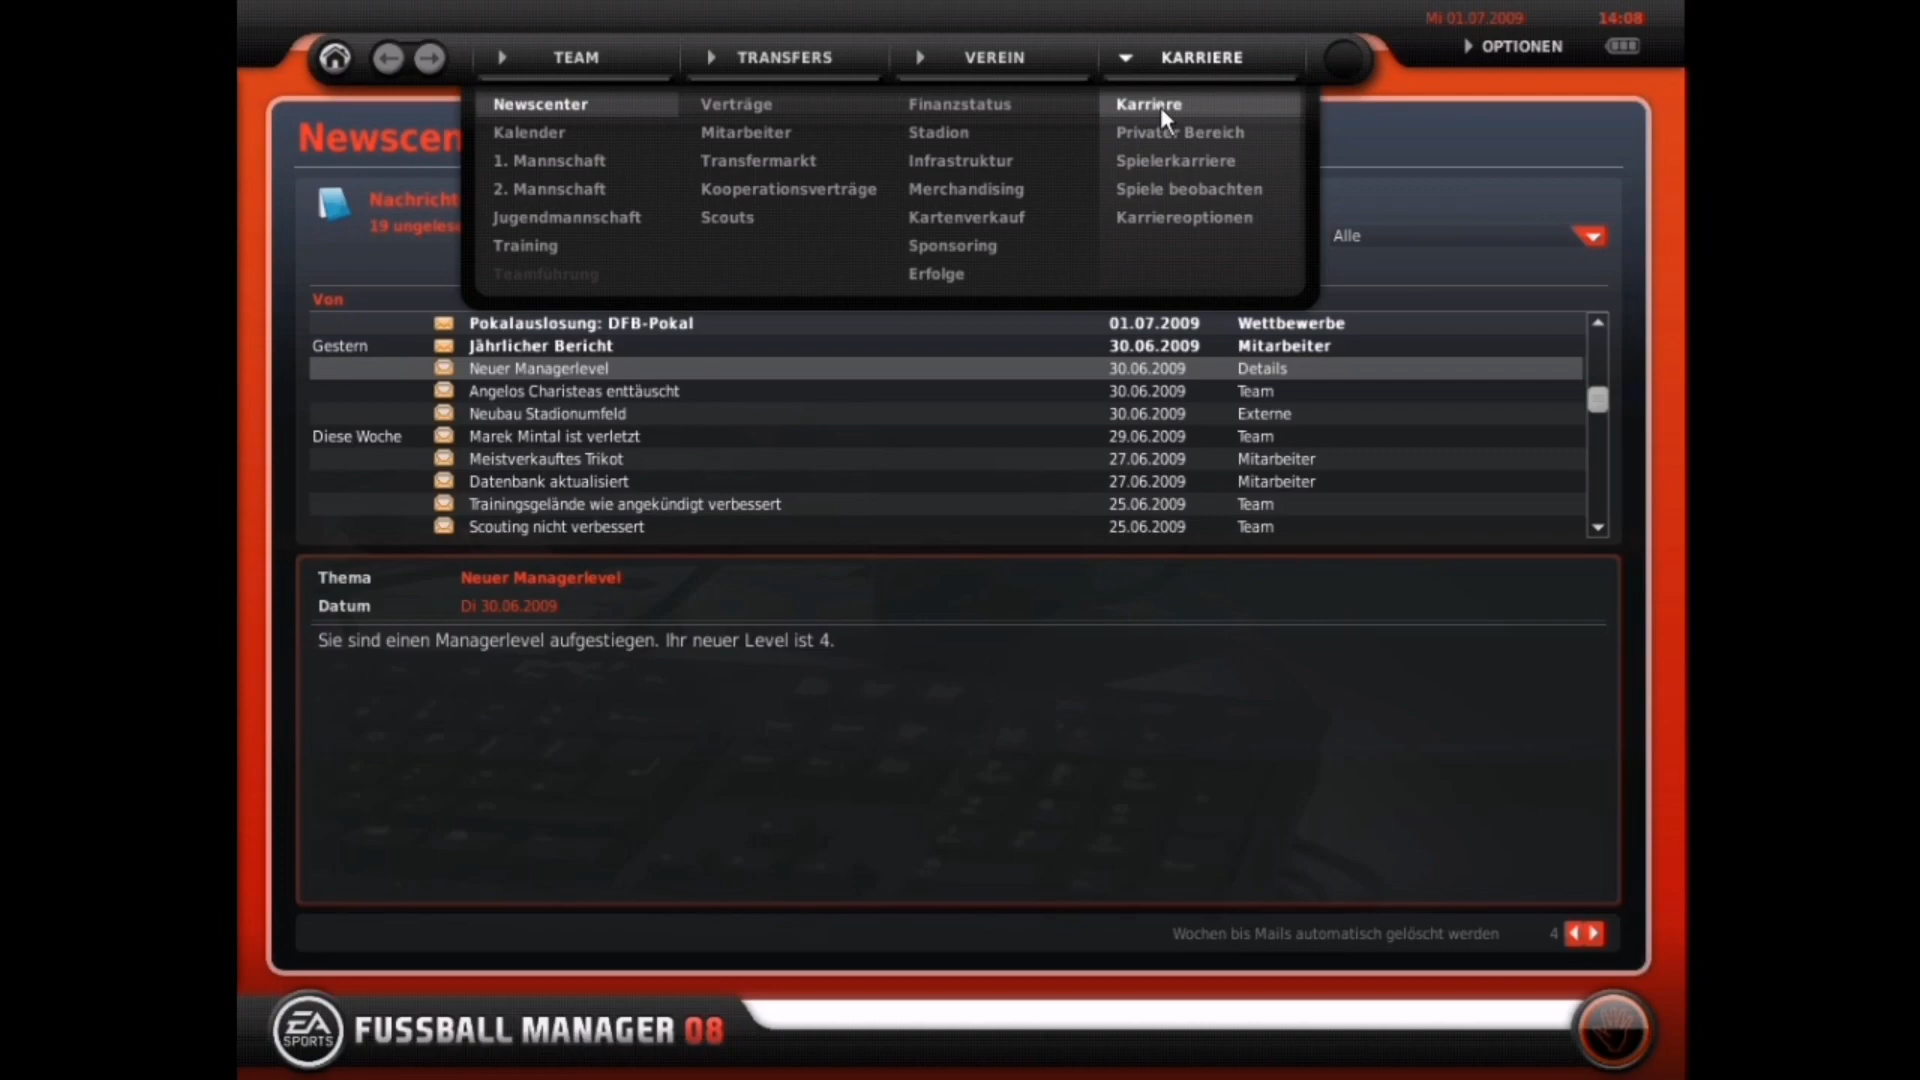 Mi 01.07.2009 14:08
OPTIONEN
TEAM TRANSFERS VEREIN KARRIERE
Newscenter Verträge Finanzstatus Karriere
Kalender Mitarbeiter Stadion Privater Bereich
1. Mannschaft Transfermarkt Infrastruktur Spielerkarriere
2. Mannschaft Kooperationsverträge Merchandising Spiele beobachten
Jugendmannschaft Scouts Kartenverkauf Karriereoptionen
Training Sponsoring
Teamführung Erfolge
Newscen
Nachricht
19 ungeles
Alle
Von
Pokalauslosung: DFB-Pokal 01.07.2009 Wettbewerbe
Gestern Jährlicher Bericht 30.06.2009 Mitarbeiter
Neuer Managerlevel 30.06.2009 Details
Angelos Charisteas enttäuscht 30.06.2009 Team
Neubau Stadionumfeld 30.06.2009 Externe
Diese Woche Marek Mintal ist verletzt 29.06.2009 Team
Meistverkauftes Trikot 27.06.2009 Mitarbeiter
Datenbank aktualisiert 27.06.2009 Mitarbeiter
Trainingsgelände wie angekündigt verbessert 25.06.2009 Team
Scouting nicht verbessert 25.06.2009 Team
Thema Neuer Managerlevel
Datum Di 30.06.2009
Sie sind einen Managerlevel aufgestiegen. Ihr neuer Level ist 4.
Wochen bis Mails automatisch gelöscht werden 4
EA SPORTS FUSSBALL MANAGER 08